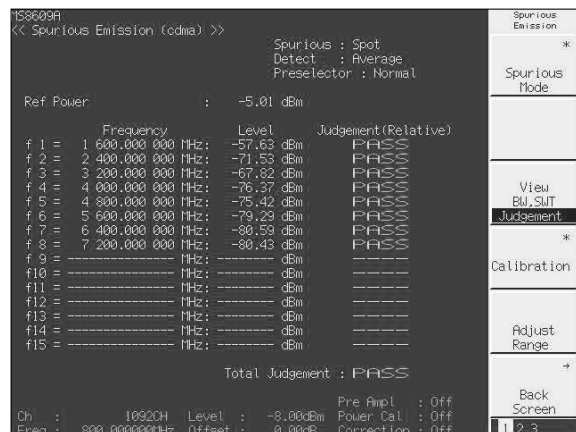 MS8609A
<< Spurious Emission (cdma) >>
Spurious : Spot
Detect : Average
Preselector : Normal
Ref Power : -5.01 dBm
Frequency Level Judgement(Relative)
f 1 = 1 600.000 000 MHz: -57.63 dBm PASS
f 2 = 2 400.000 000 MHz: -71.53 dBm PASS
f 3 = 3 200.000 000 MHz: -67.82 dBm PASS
f 4 = 4 000.000 000 MHz: -76.37 dBm PASS
f 5 = 4 800.000 000 MHz: -75.42 dBm PASS
f 6 = 5 600.000 000 MHz: -79.29 dBm PASS
f 7 = 6 400.000 000 MHz: -80.59 dBm PASS
f 8 = 7 200.000 000 MHz: -80.43 dBm PASS
f 9 = --------------- MHz: -------- dBm ------
f10 = --------------- MHz: -------- dBm ------
f11 = --------------- MHz: -------- dBm ------
f12 = --------------- MHz: -------- dBm ------
f13 = --------------- MHz: -------- dBm ------
f14 = --------------- MHz: -------- dBm ------
f15 = --------------- MHz: -------- dBm ------
Total Judgement : PASS
Pre Ampl : Off
Ch : 1092CH Level : -8.00dBm Power Cal : Off
Freq : 800.000000MHz Offset : 0.00dB Correction : Off
Spurious
Emission
*
Spurious
Mode
View
BW,SWT
Judgement
*
Calibration
Adjust
Range
→
Back
Screen
1 2 3